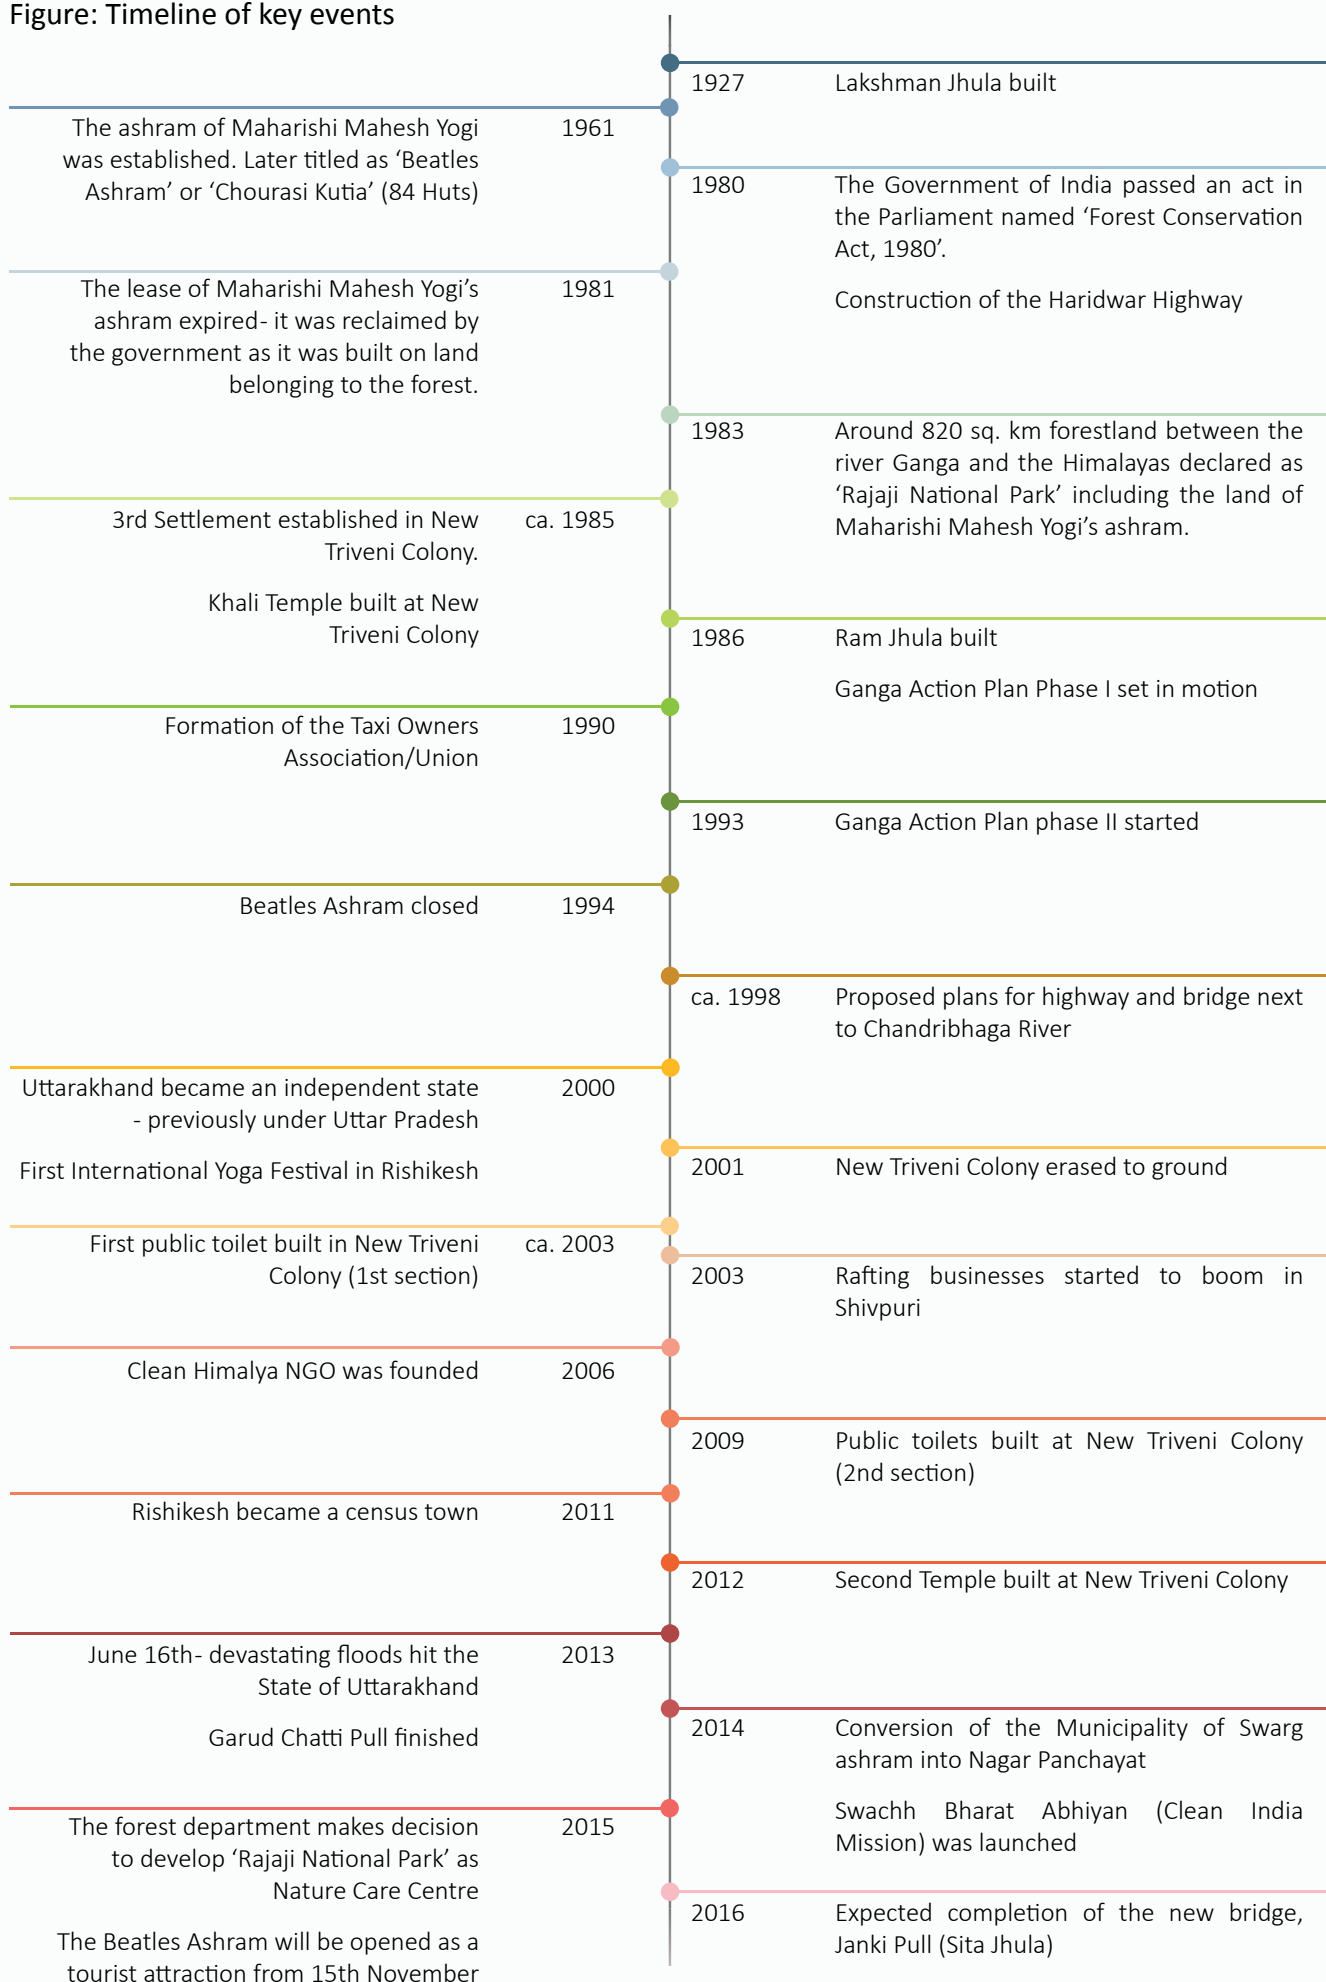 Figure: Timeline of key events
1927
Lakshman Jhula built
The ashram of Maharishi Mahesh Yogi
was established. Later titled as ‘Beatles
Ashram’ or ‘Chourasi Kutia’ (84 Huts)
1961
1980
The Government of India passed an act in
the Parliament named ‘Forest Conservation
Act, 1980’.
Construction of the Haridwar Highway
The lease of Maharishi Mahesh Yogi’s
ashram expired- it was reclaimed by
the government as it was built on land
belonging to the forest.
1981
1983
Around 820 sq. km forestland between the
river Ganga and the Himalayas declared as
‘Rajaji National Park’ including the land of
Maharishi Mahesh Yogi’s ashram.
3rd Settlement established in New
Triveni Colony.
Khali Temple built at New
Triveni Colony
ca. 1985
1986
Ram Jhula built
Ganga Action Plan Phase I set in motion
Formation of the Taxi Owners
Association/Union
1990
1993
Ganga Action Plan phase II started
Beatles Ashram closed
1994
ca. 1998
Proposed plans for highway and bridge next
to Chandribhaga River
Uttarakhand became an independent state
- previously under Uttar Pradesh
First International Yoga Festival in Rishikesh
2000
2001
New Triveni Colony erased to ground
First public toilet built in New Triveni
Colony (1st section)
ca. 2003
2003
Rafting businesses started to boom in
Shivpuri
Clean Himalya NGO was founded
2006
2009
Public toilets built at New Triveni Colony
(2nd section)
Rishikesh became a census town
2011
2012
Second Temple built at New Triveni Colony
June 16th- devastating floods hit the
State of Uttarakhand
Garud Chatti Pull finished
2013
2014
Conversion of the Municipality of Swarg
ashram into Nagar Panchayat
Swachh Bharat Abhiyan (Clean India
Mission) was launched
The forest department makes decision
to develop ‘Rajaji National Park’ as
Nature Care Centre
The Beatles Ashram will be opened as a
tourist attraction from 15th November
2015
2016
Expected completion of the new bridge,
Janki Pull (Sita Jhula)